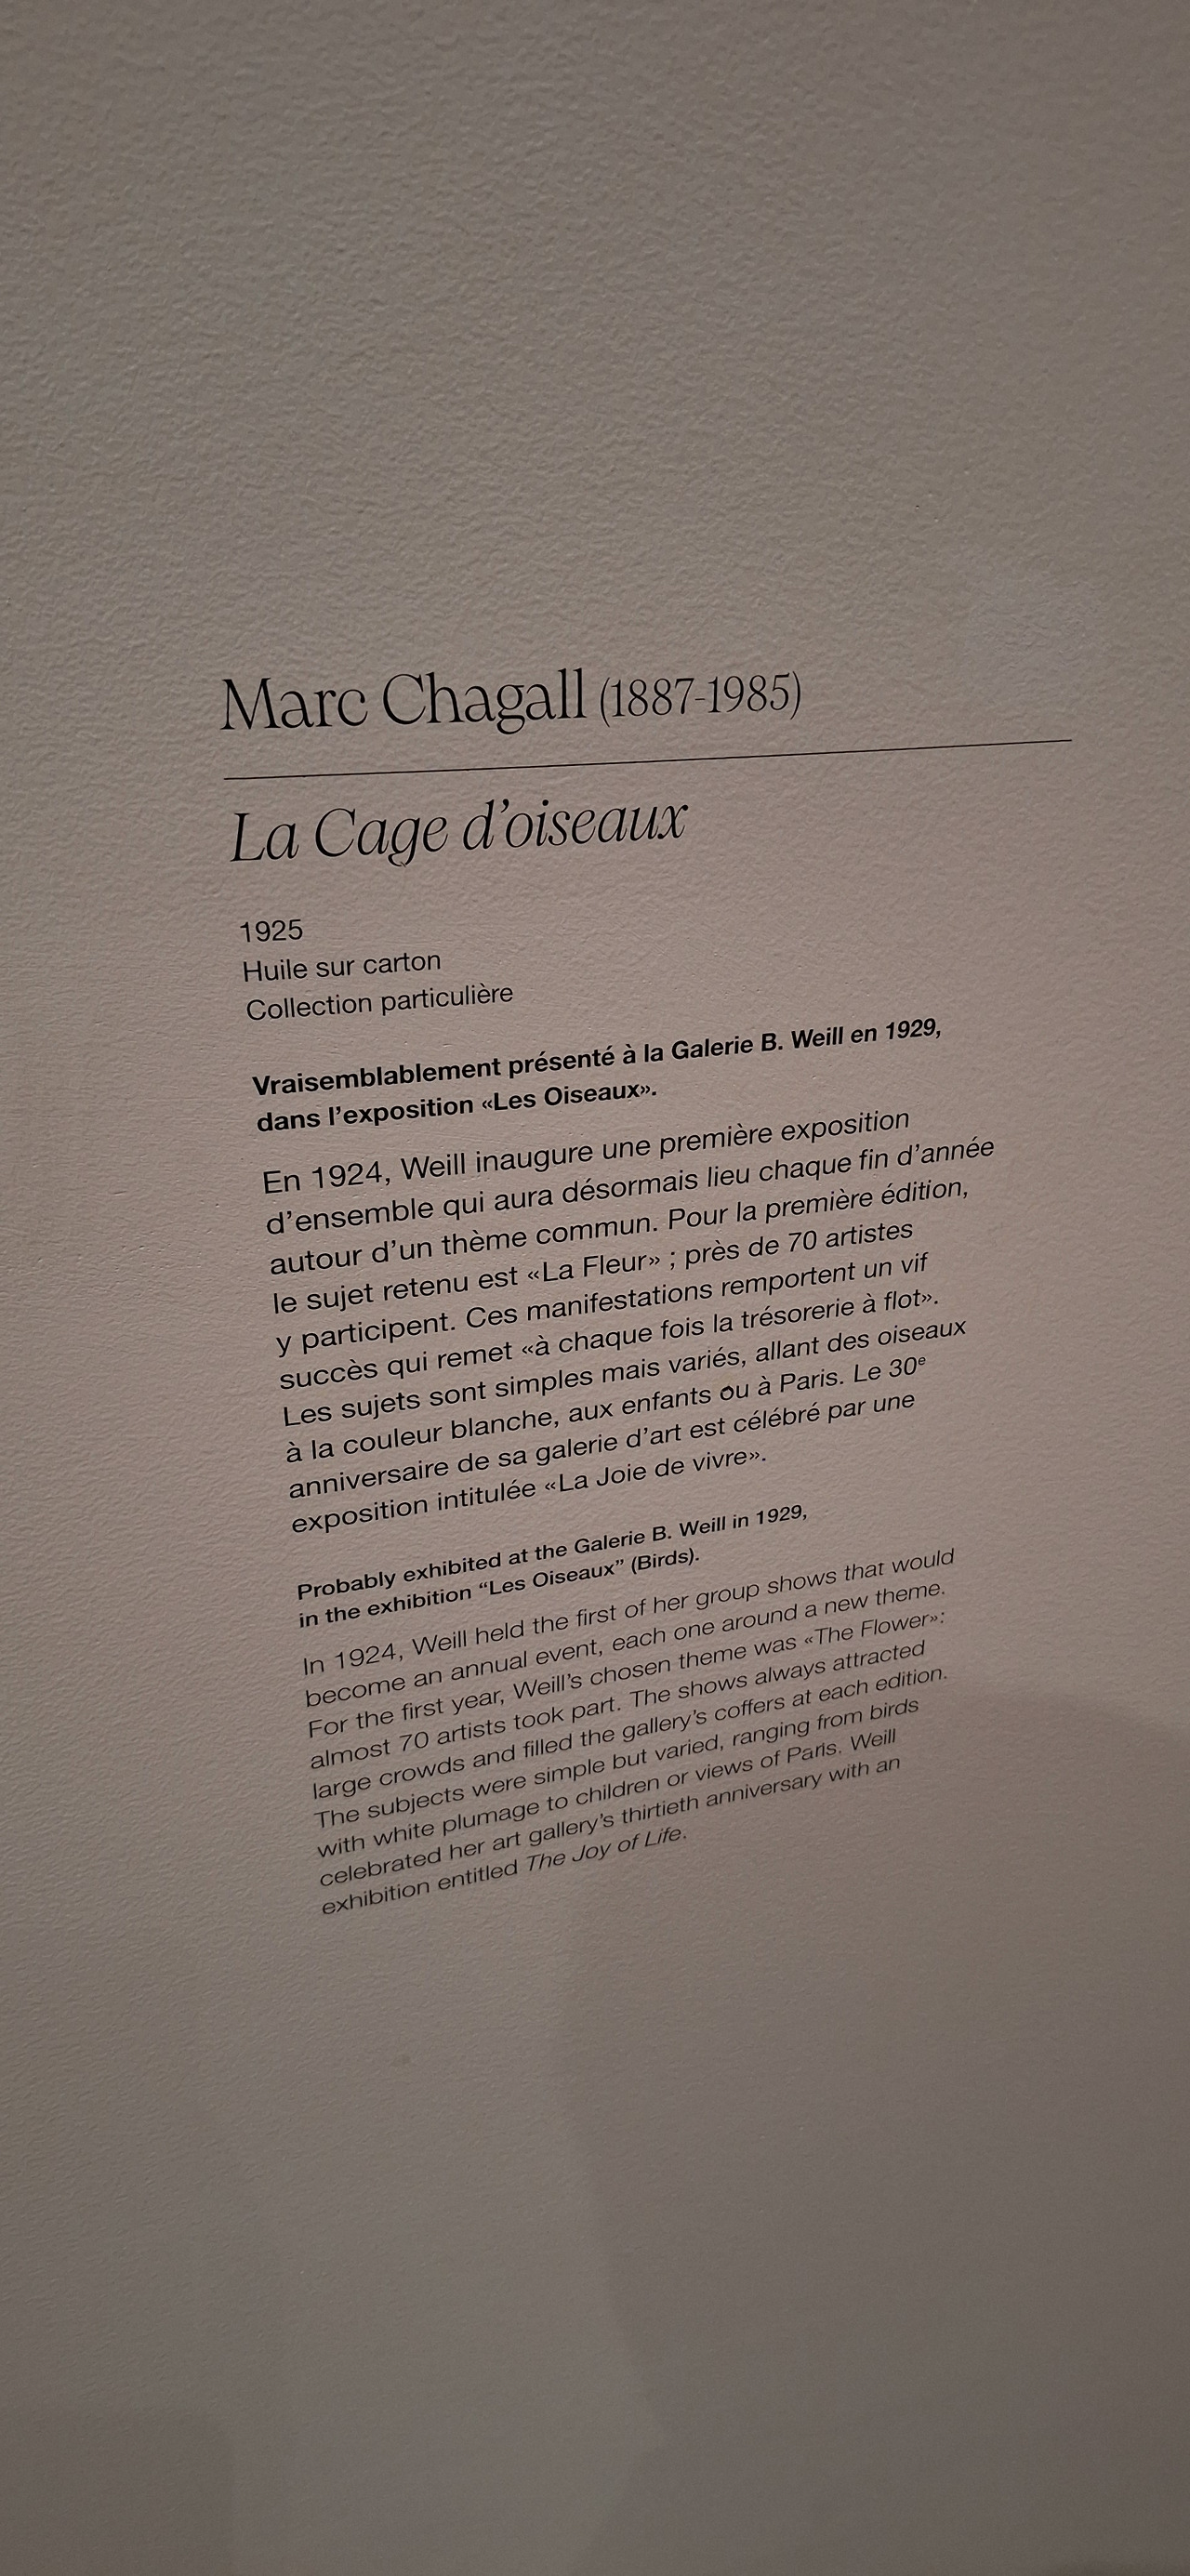 Marc Chagall (1887-1985)
La Cage d’oiseaux
1925
Huile sur carton
Collection particulière
Vraisemblablement présenté à la Galerie B. Weill en 1929,
dans l’exposition «Les Oiseaux».
En 1924, Weill inaugure une première exposition
d’ensemble qui aura désormais lieu chaque fin d’année
autour d’un thème commun. Pour la première édition,
le sujet retenu est «La Fleur» ; près de 70 artistes
y participent. Ces manifestations remportent un vif
succès qui remet «à chaque fois la trésorerie à flot».
Les sujets sont simples mais variés, allant des oiseaux
à la couleur blanche, aux enfants ou à Paris. Le 30e
anniversaire de sa galerie d’art est célébré par une
exposition intitulée «La Joie de vivre».
Probably exhibited at the Galerie B. Weill in 1929,
in the exhibition “Les Oiseaux” (Birds).
In 1924, Weill held the first of her group shows that would
become an annual event, each one around a new theme.
For the first year, Weill’s chosen theme was «The Flower»:
almost 70 artists took part. The shows always attracted
large crowds and filled the gallery’s coffers at each edition.
The subjects were simple but varied, ranging from birds
with white plumage to children or views of Paris. Weill
celebrated her art gallery’s thirtieth anniversary with an
exhibition entitled The Joy of Life.